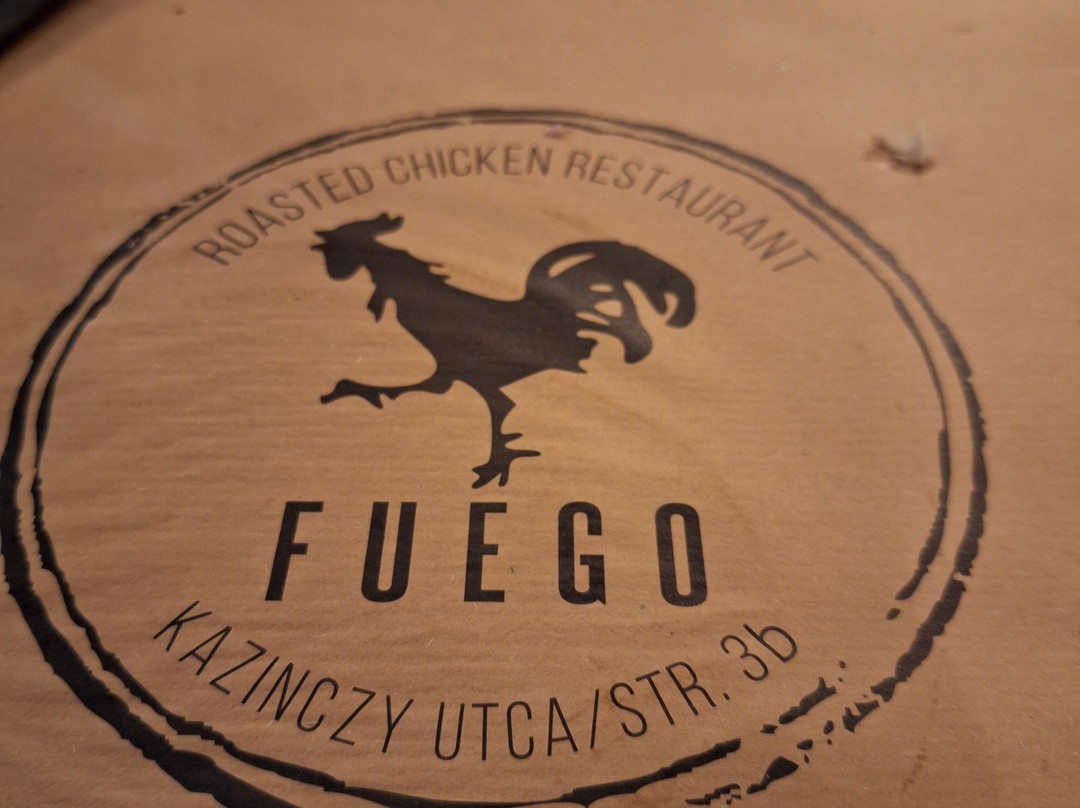 ROASTED CHICKEN RESTAURANT
FUEGO
KAZINCZY UTCA/STR. 3b